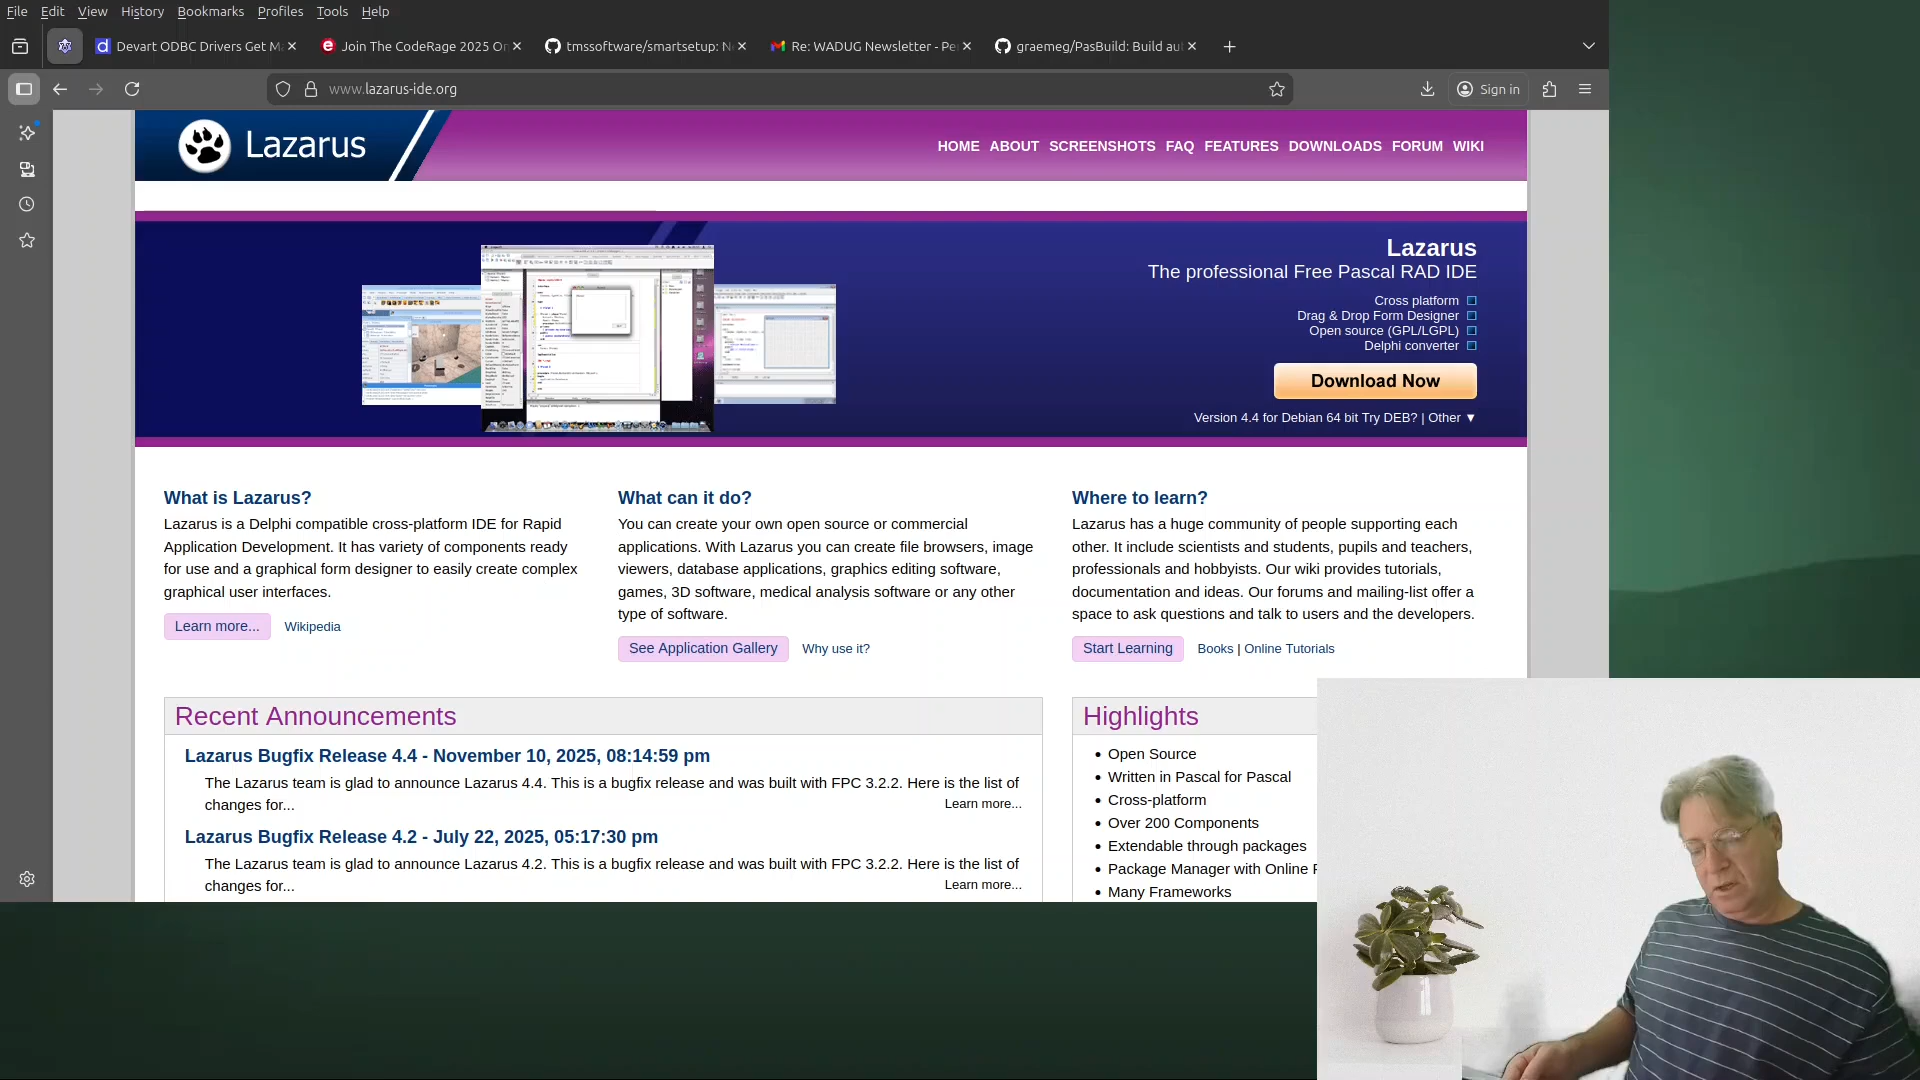 File Edit View History Bookmarks Profiles Tools Help
Devart ODBC Drivers Get M
Join The CodeRage 2025 On
tmssoftware/smartsetup: N
Re: WADUG Newsletter - Pe
graemeg/PasBuild: Build au
www.lazarus-ide.org
Sign in
Lazarus
HOME ABOUT SCREENSHOTS FAQ FEATURES DOWNLOADS FORUM WIKI
Lazarus
The professional Free Pascal RAD IDE
Cross platform
Drag & Drop Form Designer
Open source (GPL/LGPL)
Delphi converter
Download Now
Version 4.4 for Debian 64 bit Try DEB? | Other ▼
What is Lazarus?
Lazarus is a Delphi compatible cross-platform IDE for Rapid
Application Development. It has variety of components ready
for use and a graphical form designer to easily create complex
graphical user interfaces.
Learn more... Wikipedia
What can it do?
You can create your own open source or commercial
applications. With Lazarus you can create file browsers, image
viewers, database applications, graphics editing software,
games, 3D software, medical analysis software or any other
type of software.
See Application Gallery Why use it?
Where to learn?
Lazarus has a huge community of people supporting each
other. It include scientists and students, pupils and teachers,
professionals and hobbyists. Our wiki provides tutorials,
documentation and ideas. Our forums and mailing-list offer a
space to ask questions and talk to users and the developers.
Start Learning Books | Online Tutorials
Recent Announcements
Lazarus Bugfix Release 4.4 - November 10, 2025, 08:14:59 pm
The Lazarus team is glad to announce Lazarus 4.4. This is a bugfix release and was built with FPC 3.2.2. Here is the list of
changes for...
Learn more...
Lazarus Bugfix Release 4.2 - July 22, 2025, 05:17:30 pm
The Lazarus team is glad to announce Lazarus 4.2. This is a bugfix release and was built with FPC 3.2.2. Here is the list of
changes for...
Learn more...
Highlights
Open Source
Written in Pascal for Pascal
Cross-platform
Over 200 Components
Extendable through packages
Package Manager with Online
Many Frameworks